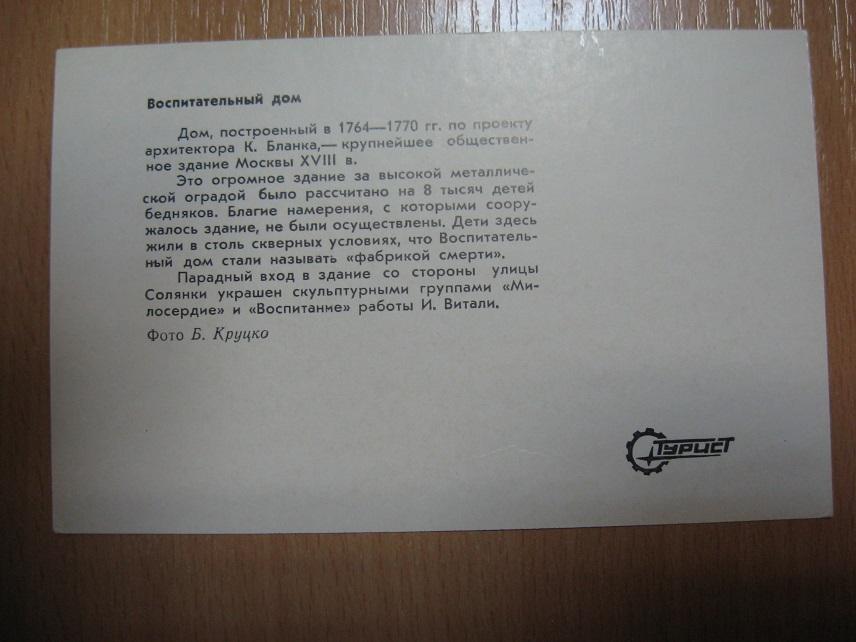 Воспитательный дом
Дом, построенный в 1764—1770 гг. по проекту
архитектора К. Бланка,— крупнейшее обществен-
ное здание Москвы XVIII в.
Это огромное здание за высокой металличе-
ской оградой было рассчитано на 8 тысяч детей
бедняков. Благие намерения, с которыми соору-
жалось здание, не были осуществлены. Дети здесь
жили в столь скверных условиях, что Воспитатель-
ный дом стали называть «фабрикой смерти».
Парадный вход в здание со стороны улицы
Солянки украшен скульптурными группами «Ми-
лосердие» и «Воспитание» работы И. Витали.
Фото Б. Круцко
ТУРИСТ